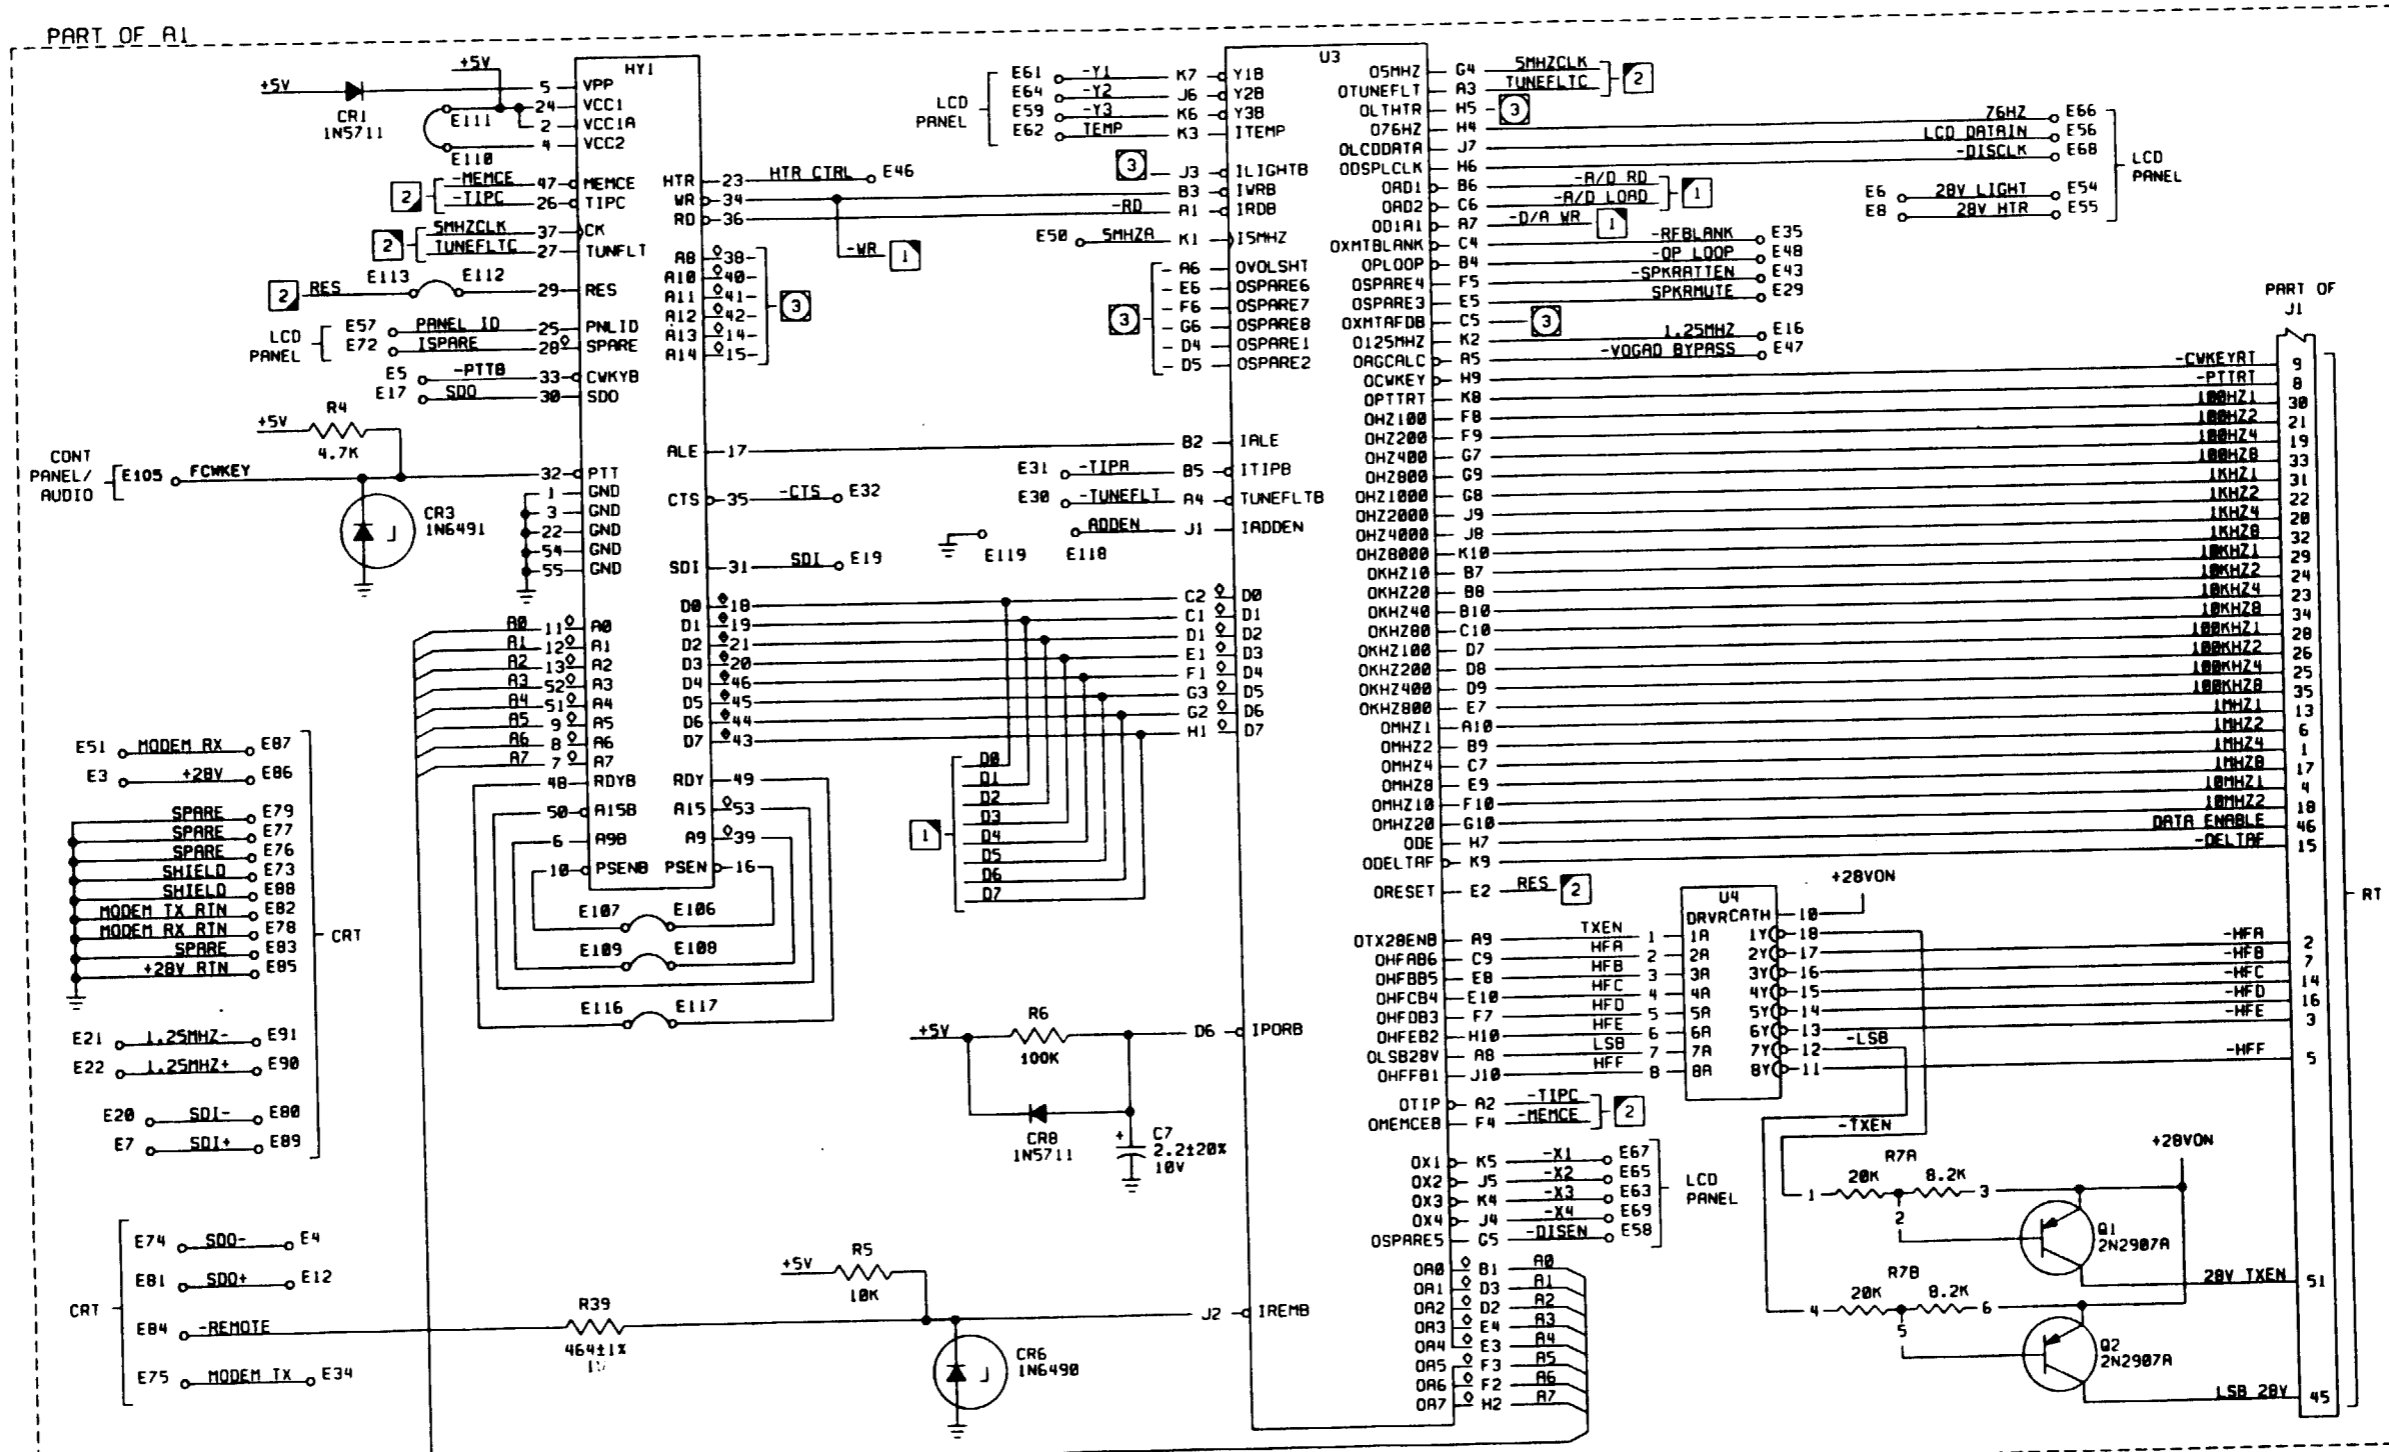 PART OF A1
+5V
+5V
CR1
1N5711
E111
E110
HY1
5 VPP
24 VCC1
2 VCC1A
4 VCC2
2 -MEMCE 47 MEMCE
-TIPC 26 TIPC
2 5MHZCLK 37 CK
TUNEFLTC 27 TUNFLT
2 RES E113 E112 29 RES
LCD PANEL
E57 PANEL ID 25 PNLID
E72 ISPARE 28 SPARE
E5 -PTTB 33 CWKYB
E17 SDO 30 SDO
+5V R4 4.7K
CONT PANEL/ AUDIO
E105 FCWKEY 32 PTT
CR3
1N6491
1 GND
3 GND
22 GND
54 GND
55 GND
A0 11 A0
A1 12 A1
A2 13 A2
A3 52 A3
A4 51 A4
A5 9 A5
A6 8 A6
A7 7 A7
48 RDYB RDY 49
50 A15B A15 53
6 A9B A9 39
10 PSENB PSEN 16
E107 E106
E109 E108
E116 E117
HTR 23 HTR CTRL E46
WR 34
RD 36
-WR 1
A8 38
A10 40
A11 41
A12 42
A13 14
A14 15
3
ALE 17
CTS 35 -CTS E32
SDI 31 SDI E19
D0 18
D1 19
D2 21
D3 20
D4 46
D5 45
D6 44
D7 43
1
D0
D1
D2
D3
D4
D5
D6
D7
E51 MODEM RX E87
E3 +28V E86
SPARE E79
SPARE E77
SPARE E76
SHIELD E73
SHIELD E88
MODEM TX RTN E82
MODEM RX RTN E78
SPARE E83
+28V RTN E85
CRT
E21 1.25MHZ- E91
E22 1.25MHZ+ E90
E20 SDI- E80
E7 SDI+ E89
CRT
E74 SDO- E4
E81 SDO+ E12
E84 -REMOTE
E75 MODEM TX E34
R39
464±1%
+5V R5 10K
CR6
1N6490
+5V R6 100K
CR8
1N5711
C7
2.2±20%
10V
U3
LCD PANEL
E61 -Y1 K7 Y1B
E64 -Y2 J6 Y2B
E59 -Y3 K6 Y3B
E62 TEMP K3 ITEMP
3 J3 ILIGHTB
B3 IWRB
-RD A1 IRDB
E50 5MHZA K1 I5MHZ
3
A6 OVOLSHT
E6 OSPARE6
F6 OSPARE7
G6 OSPARE8
D4 OSPARE1
D5 OSPARE2
B2 IALE
E31 -TIPA B5 ITIPB
E30 -TUNEFLT A4 TUNEFLTB
E119 E118 ADDEN J1 IADDEN
C2 D0
C1 D1
D1 D2
E1 D3
F1 D4
G3 D5
G2 D6
H1 D7
D6 IPORB
J2 IREMB
O5MHZ G4 5MHZCLK
OTUNEFLT A3 TUNEFLTC
2
OLTHTR H5 3
O76HZ H4 76HZ E66
OLCDDATA J7 LCD DATAIN E56
ODSPLCLK H6 -DISCLK E68
LCD PANEL
E6 28V LIGHT E54
E8 28V HTR E55
OAD1 B6 -A/D RD
OAD2 C6 -A/D LOAD
1
OD1A1 A7 -D/A WR 1
OXMTBLANK C4 -RFBLANK E35
OPLOOP B4 -OP LOOP E48
OSPARE4 F5 -SPKRATTEN E43
OSPARE3 E5 SPKRMUTE E29
OXMTAFDB C5 3
O125MHZ K2 1.25MHZ E16
OAGCALC A5 -VOGAD BYPASS E47
PART OF J1
OCWKEY H9 -CWKEYRT 9
OPTTRT K8 -PTTRT 8
OHZ100 F8 100HZ1 30
OHZ200 F9 100HZ2 21
OHZ400 G7 100HZ4 19
OHZ800 G9 100HZ8 33
OHZ1000 G8 1KHZ1 31
OHZ2000 J9 1KHZ2 22
OHZ4000 J8 1KHZ4 20
OHZ8000 K10 1KHZ8 32
OKHZ10 B7 10KHZ1 29
OKHZ20 B8 10KHZ2 24
OKHZ40 B10 10KHZ4 23
OKHZ80 C10 10KHZ8 34
OKHZ100 D7 100KHZ1 28
OKHZ200 D8 100KHZ2 26
OKHZ400 D9 100KHZ4 25
OKHZ800 E7 100KHZ8 35
OMHZ1 A10 1MHZ1 13
OMHZ2 B9 1MHZ2 6
OMHZ4 C7 1MHZ4 1
OMHZ8 E9 1MHZ8 17
OMHZ10 F10 10MHZ1 4
OMHZ20 G10 10MHZ2 18
ODE H7 DATA ENABLE 46
ODELTAF K9 -DELTAF 15
RT
ORESET E2 RES 2
U4
+28VON
DRVRCATH 10
OTX28ENB A9 TXEN 1 1A 1Y 18
OHFAB6 C9 HFA 2 2A 2Y 17 -HFA 2
OHFBB5 E8 HFB 3 3A 3Y 16 -HFB 7
OHFCB4 E10 HFC 4 4A 4Y 15 -HFC 14
OHFDB3 F7 HFD 5 5A 5Y 14 -HFD 16
OHFEB2 H10 HFE 6 6A 6Y 13 -HFE 3
OLSB28V A8 LSB 7 7A 7Y 12 -LSB
OHFFB1 J10 HFF 8 8A 8Y 11 -HFF 5
OTIP A2 -TIPC
OMEMCEB F4 -MEMCE
2
-TXEN
OX1 K5 -X1 E67
OX2 J5 -X2 E65
OX3 K4 -X3 E63
OX4 J4 -X4 E69
OSPARE5 G5 -DISEN E58
LCD PANEL
OA0 B1 A0
OA1 D3 A1
OA2 D2 A2
OA3 E4 A3
OA4 E3 A4
OA5 F3 A5
OA6 F2 A6
OA7 H2 A7
+28VON
R7A
1 20K 8.2K 3
2
Q1
2N2907A
28V TXEN 51
R7B
4 20K 8.2K 6
5
Q2
2N2907A
LSB 28V 45